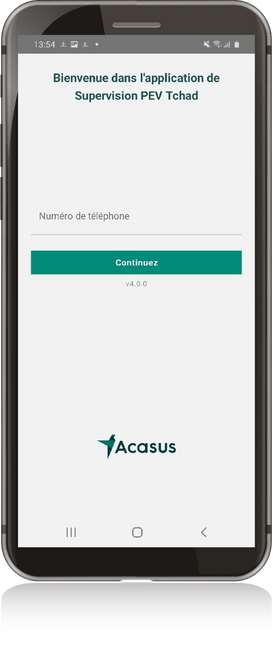 13:54
Bienvenue dans l'application de
Supervision PEV Tchad
Numéro de téléphone
Continuez
v4.0.0
Acasus